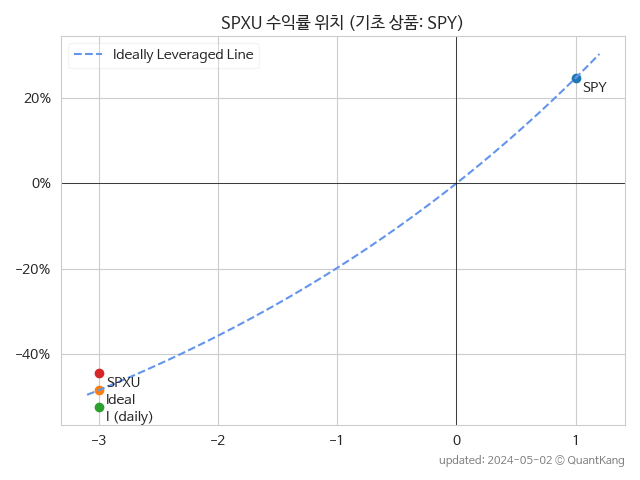 SPXU 수익률 위치 (기초 상품: SPY)
Ideally Leveraged Line
SPY
20%
0%
−20%
−40%
SPXU
Ideal
I (daily)
−3 −2 −1 0 1
updated: 2024-05-02 © QuantKang